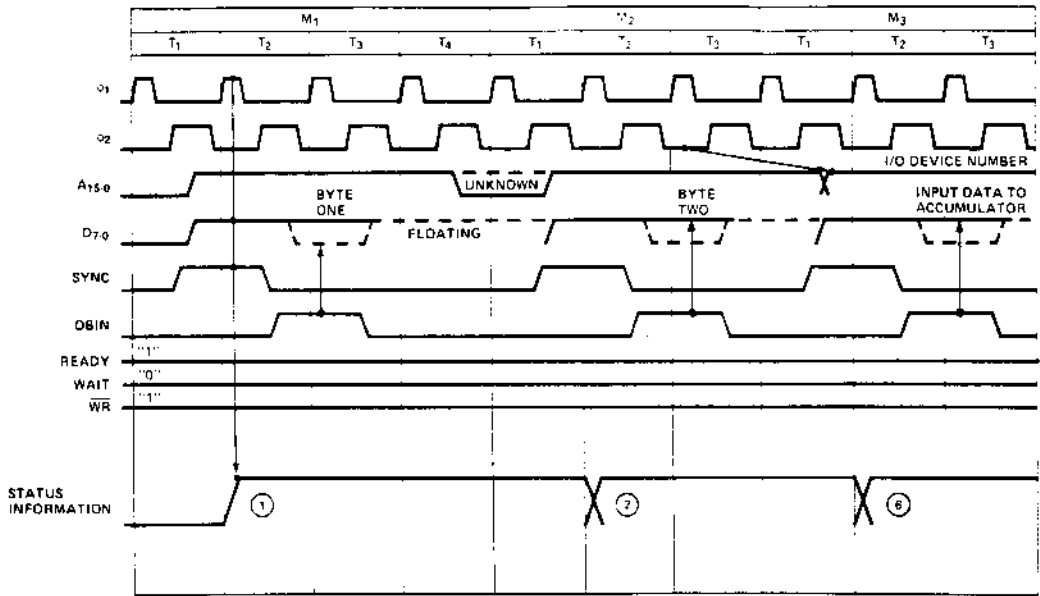 M1 M2 M3
T1 T2 T3 T4 T1 T2 T3 T1 T2 T3
φ1
φ2
I/O DEVICE NUMBER
A15-0
UNKNOWN
BYTE ONE
BYTE TWO
INPUT DATA TO ACCUMULATOR
D7-0
FLOATING
SYNC
DBIN
READY "1"
WAIT "0"
WR "1"
STATUS
INFORMATION
1 2 6